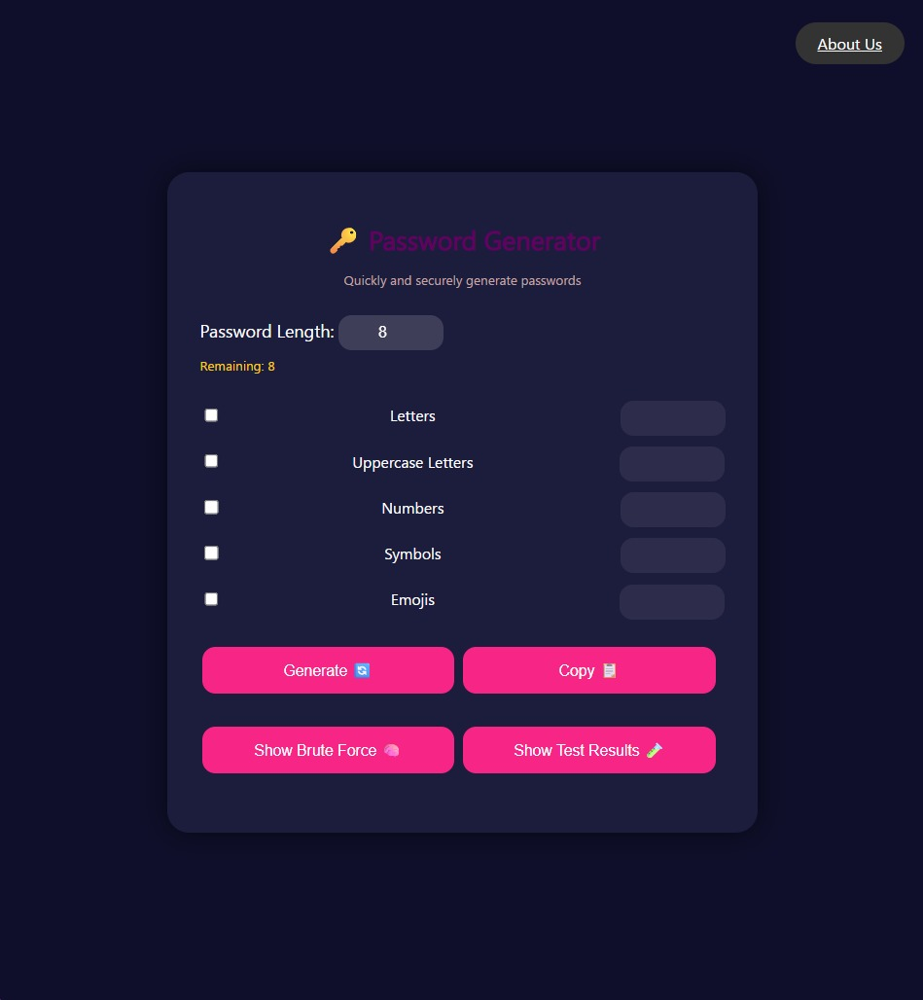 About Us
🔑 Password Generator
Quickly and securely generate passwords
Password Length: 8
Remaining: 8
Letters
Uppercase Letters
Numbers
Symbols
Emojis
Generate 🔄 Copy 📋
Show Brute Force 🧠 Show Test Results 🧪